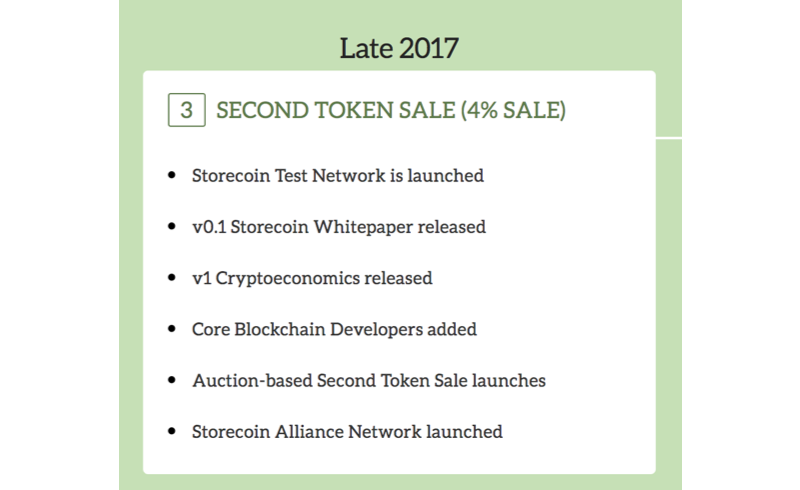 Late 2017
3 SECOND TOKEN SALE (4% SALE)
• Storecoin Test Network is launched
• v0.1 Storecoin Whitepaper released
• v1 Cryptoeconomics released
• Core Blockchain Developers added
• Auction-based Second Token Sale launches
• Storecoin Alliance Network launched